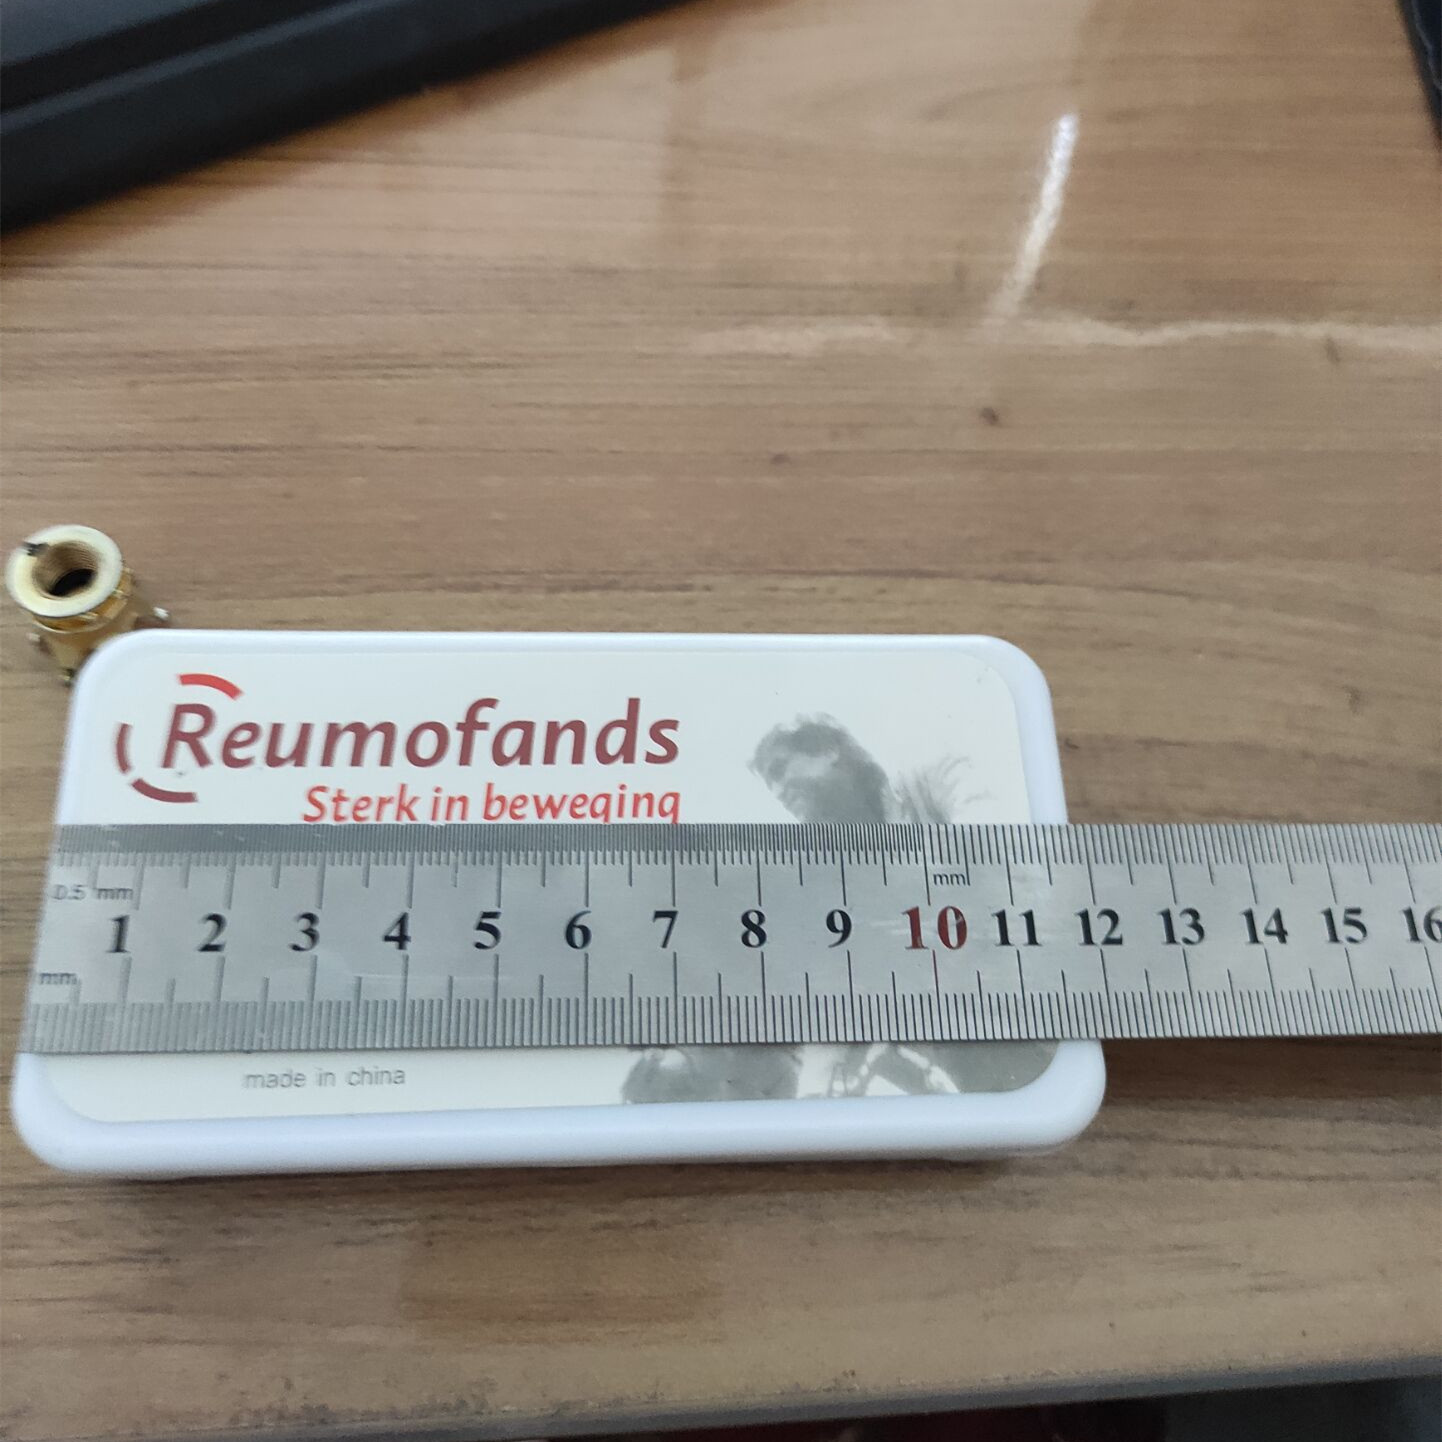 Reumofands
Sterk in beweging
0.5 mm
mm
1 2 3 4 5 6 7 8 9 10 11 12 13 14 15 16
mm
made in china